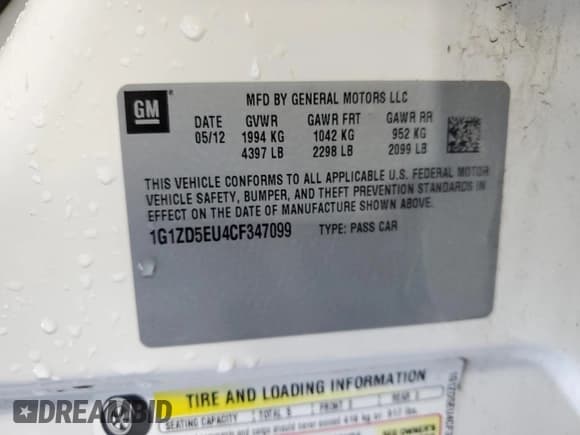 GM
MFD BY GENERAL MOTORS LLC
DATE GVWR GAWR FRT GAWR RR
05/12 1994 KG 1042 KG 952 KG
4397 LB 2298 LB 2099 LB
THIS VEHICLE CONFORMS TO ALL APPLICABLE U.S. FEDERAL MOTOR
VEHICLE SAFETY, BUMPER, AND THEFT PREVENTION STANDARDS IN
EFFECT ON THE DATE OF MANUFACTURE SHOWN ABOVE.
1G1ZD5EU4CF347099 TYPE: PASS CAR
TIRE AND LOADING INFORMATION
SEATING CAPACITY TOTAL 5 FRONT REAR
DREAMBID